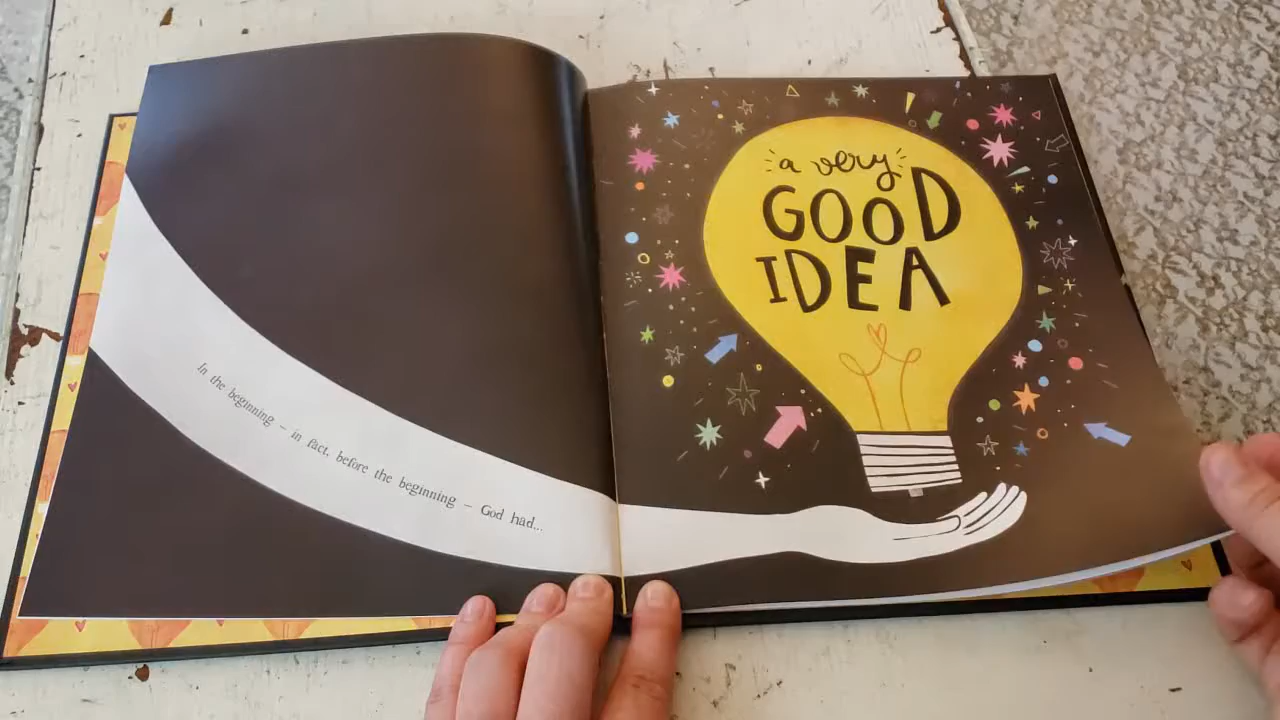 In the beginning – in fact, before the beginning – God had...
a very
GOOD
IDEA